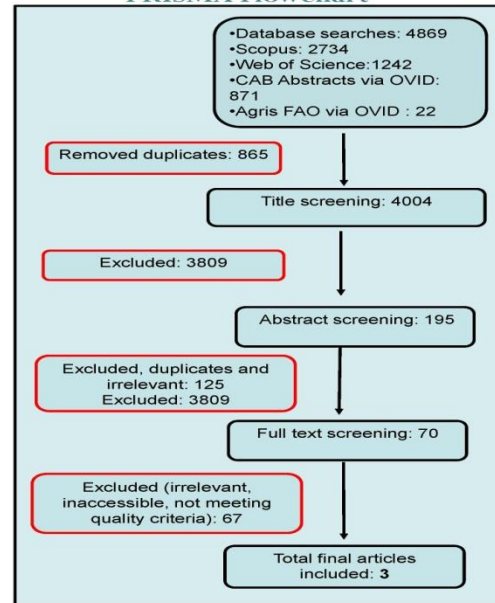 PRISMA Flowchart
•Database searches: 4869
•Scopus: 2734
•Web of Science:1242
•CAB Abstracts via OVID:
871
•Agris FAO via OVID : 22
Removed duplicates: 865
Title screening: 4004
Excluded: 3809
Abstract screening: 195
Excluded, duplicates and
irrelevant: 125
Excluded: 3809
Full text screening: 70
Excluded (irrelevant,
inaccessible, not meeting
quality criteria): 67
Total final articles
included: 3